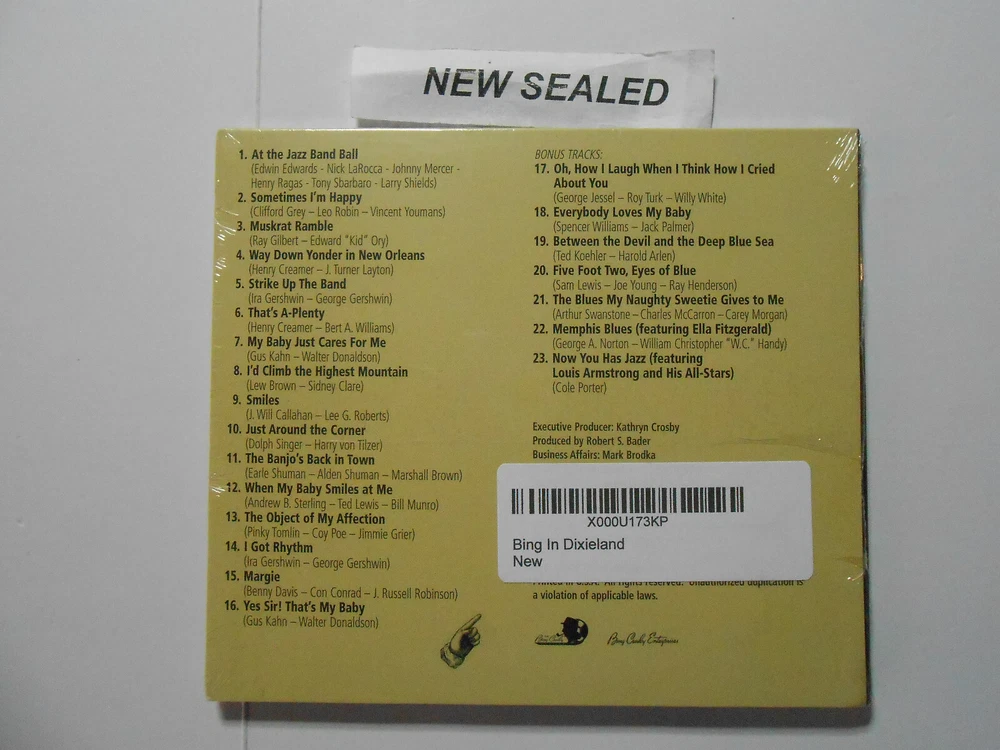 NEW SEALED
1. At the Jazz Band Ball
(Edwin Edwards - Nick LaRocca - Johnny Mercer -
Henry Ragas - Tony Sbarbaro - Larry Shields)
2. Sometimes I'm Happy
(Clifford Grey – Leo Robin – Vincent Youmans)
3. Muskrat Ramble
(Ray Gilbert – Edward "Kid" Ory)
4. Way Down Yonder in New Orleans
(Henry Creamer – J. Turner Layton)
5. Strike Up The Band
(Ira Gershwin – George Gershwin)
6. That's A-Plenty
(Henry Creamer – Bert A. Williams)
7. My Baby Just Cares For Me
(Gus Kahn – Walter Donaldson)
8. I'd Climb the Highest Mountain
(Lew Brown – Sidney Clare)
9. Smiles
(J. Will Callahan – Lee G. Roberts)
10. Just Around the Corner
(Dolph Singer – Harry von Tilzer)
11. The Banjo's Back in Town
(Earle Shuman – Alden Shuman – Marshall Brown)
12. When My Baby Smiles at Me
(Andrew B. Sterling – Ted Lewis – Bill Munro)
13. The Object of My Affection
(Pinky Tomlin – Coy Poe – Jimmie Grier)
14. I Got Rhythm
(Ira Gershwin – George Gershwin)
15. Margie
(Benny Davis – Con Conrad – J. Russell Robinson)
16. Yes Sir! That's My Baby
(Gus Kahn – Walter Donaldson)
BONUS TRACKS:
17. Oh, How I Laugh When I Think How I Cried
About You
(George Jessel – Roy Turk – Willy White)
18. Everybody Loves My Baby
(Spencer Williams – Jack Palmer)
19. Between the Devil and the Deep Blue Sea
(Ted Koehler – Harold Arlen)
20. Five Foot Two, Eyes of Blue
(Sam Lewis – Joe Young – Ray Henderson)
21. The Blues My Naughty Sweetie Gives to Me
(Arthur Swanstone – Charles McCarron – Carey Morgan)
22. Memphis Blues (featuring Ella Fitzgerald)
(George A. Norton – William Christopher "W.C." Handy)
23. Now You Has Jazz (featuring
Louis Armstrong and His All-Stars)
(Cole Porter)
Executive Producer: Kathryn Crosby
Produced by Robert S. Bader
Business Affairs: Mark Brodka
X000U173KP
Bing In Dixieland
New
Printed in U.S.A. All rights reserved. Unauthorized duplication is
a violation of applicable laws.
Bing Crosby
Bing Crosby Enterprises